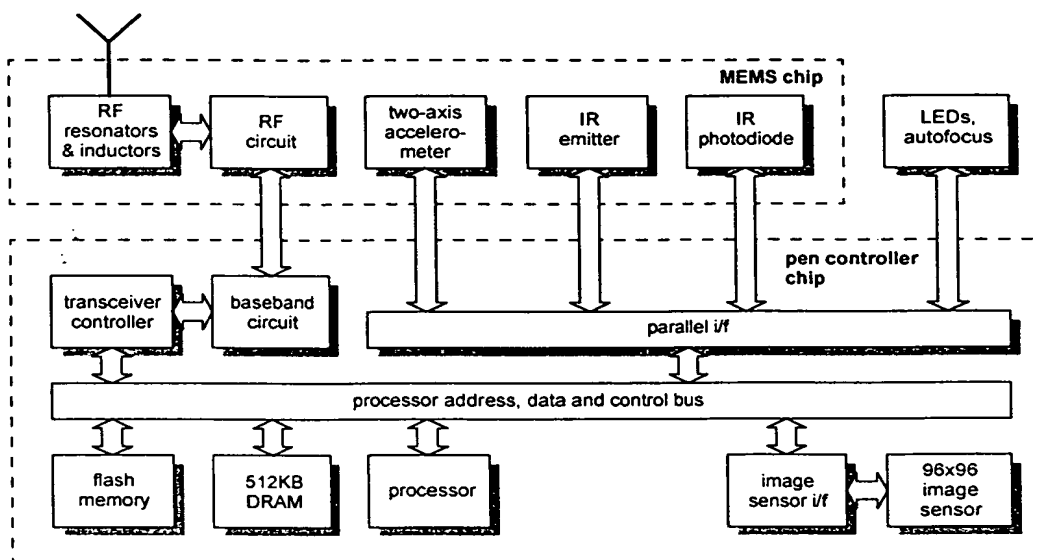 MEMS chip
RF
resonators
& inductors
RF
circuit
two-axis
accelero-
meter
IR
emitter
IR
photodiode
LEDs,
autofocus
pen controller
chip
transceiver
controller
baseband
circuit
parallel i/f
processor address, data and control bus
flash
memory
512KB
DRAM
processor
image
sensor i/f
96x96
image
sensor